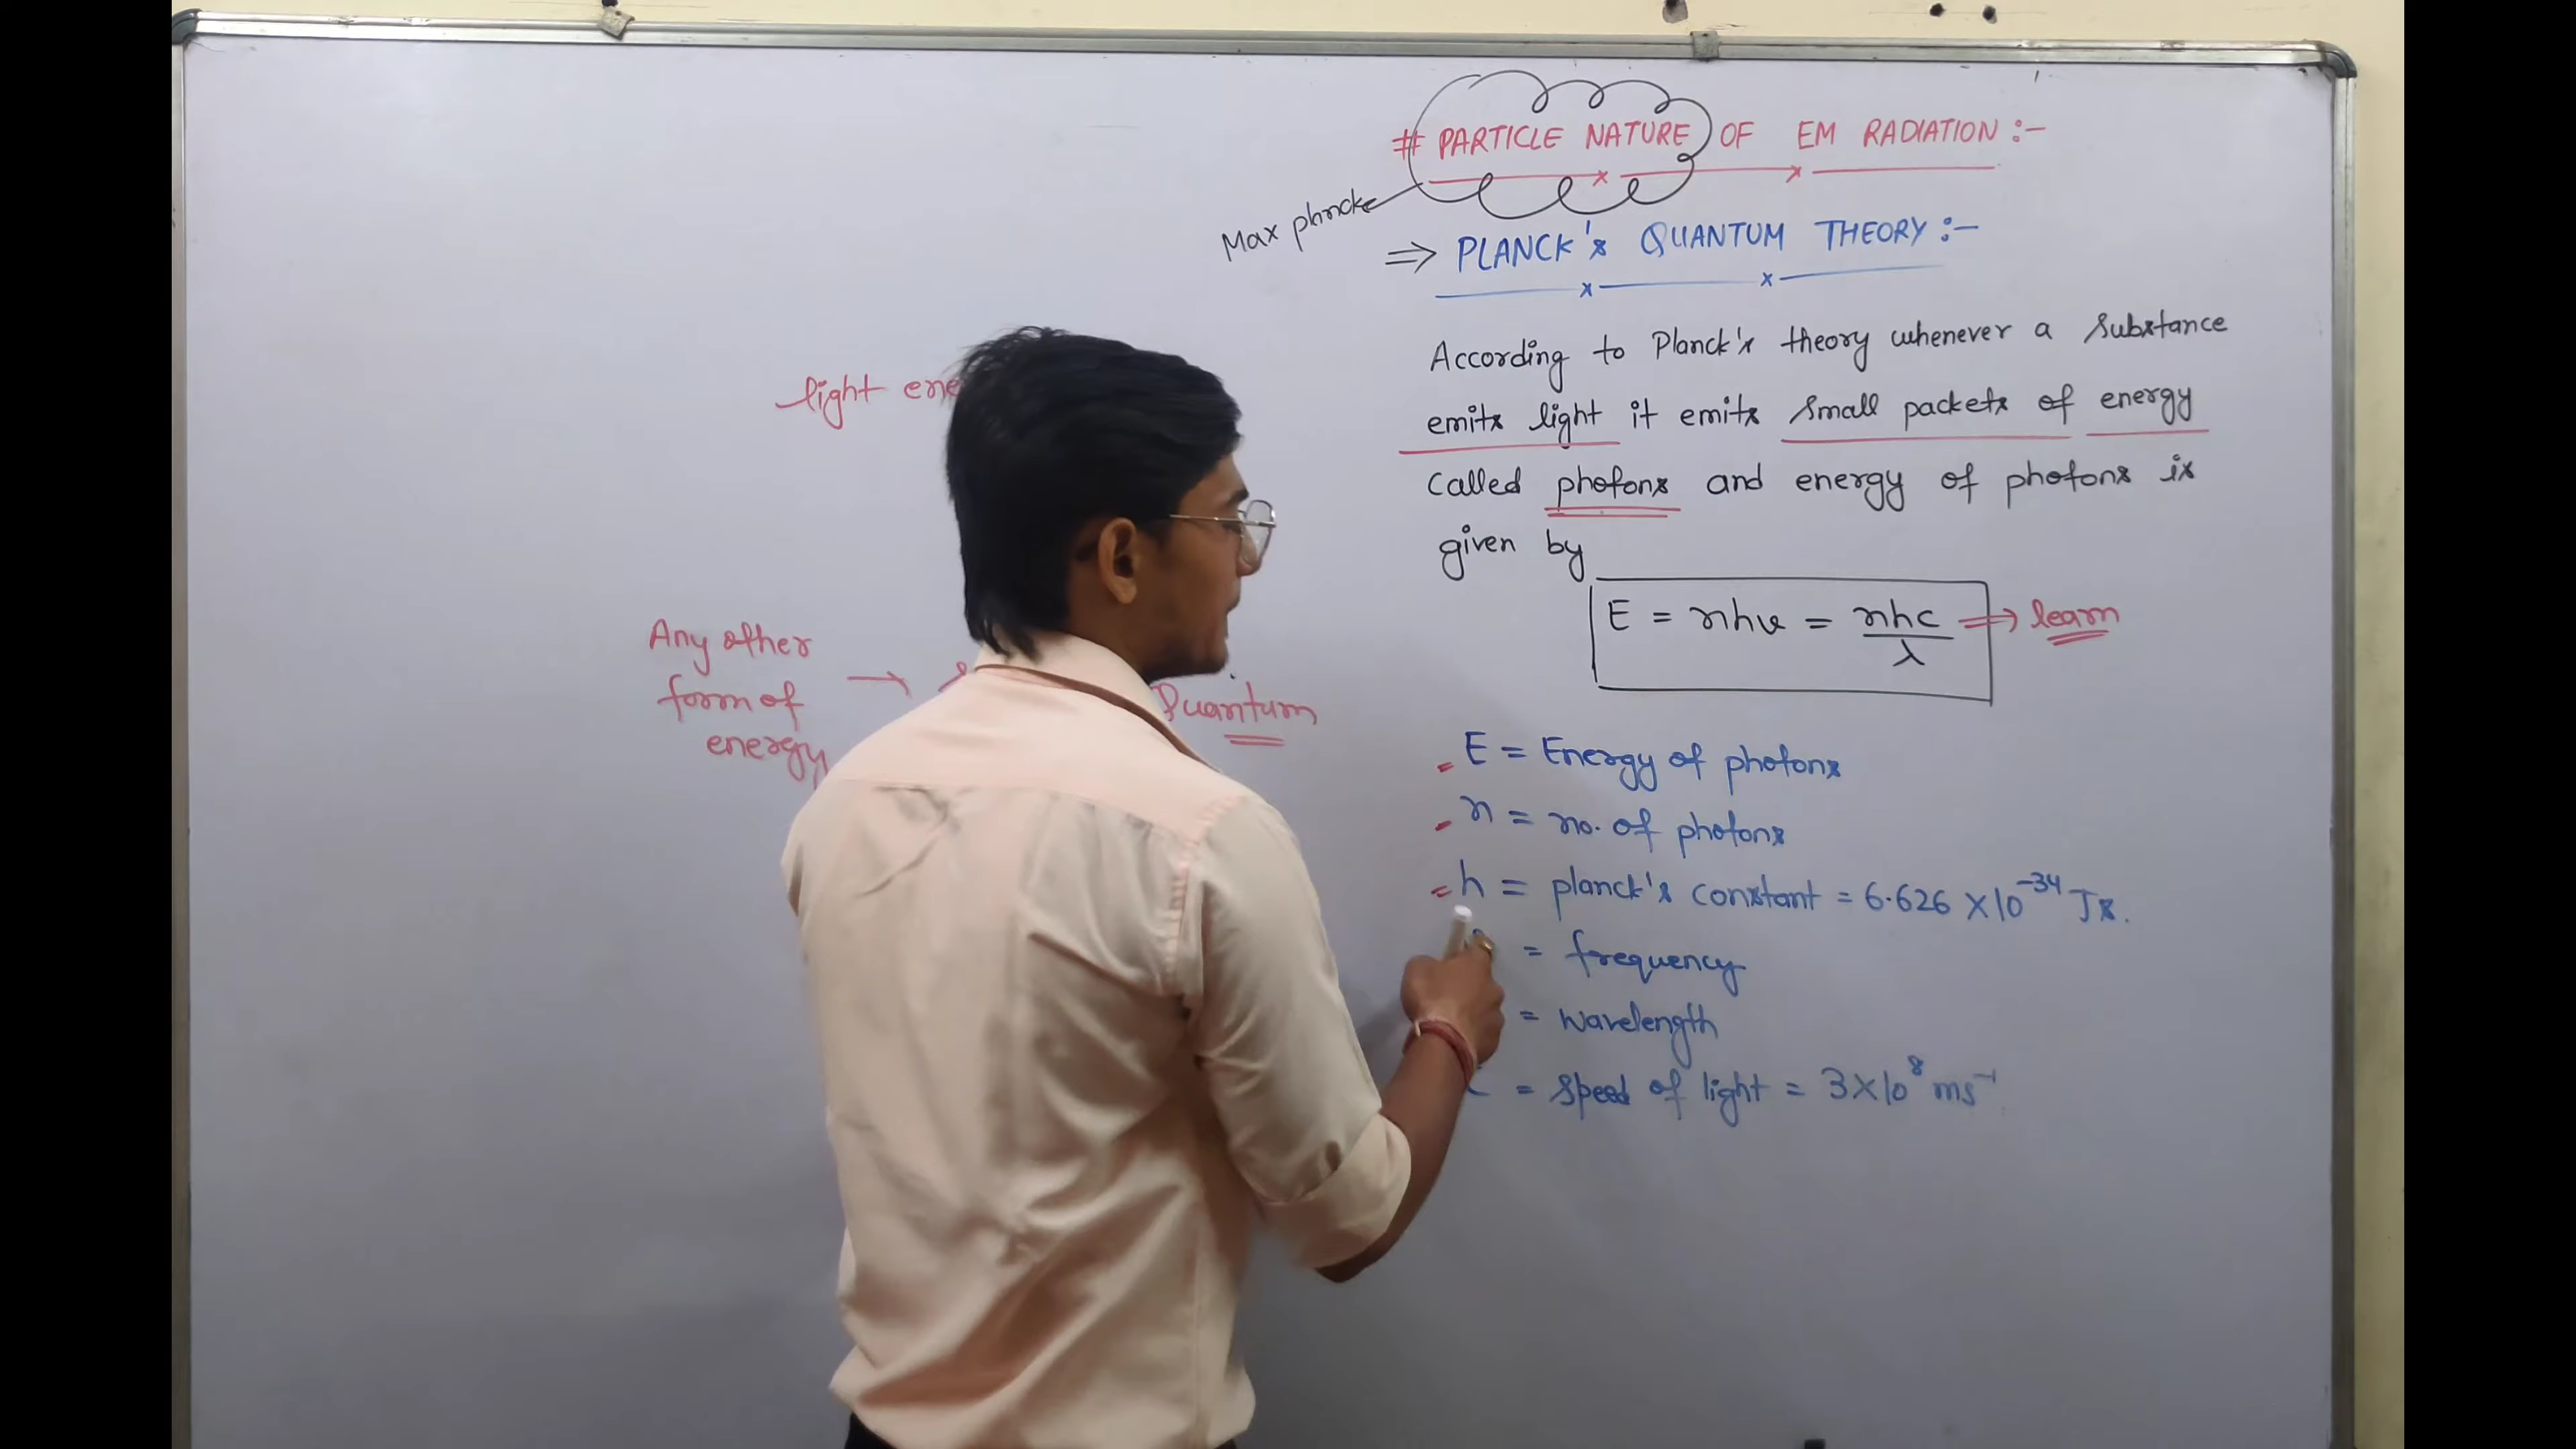 # PARTICLE NATURE OF EM RADIATION :-
Max phncke
⇒ PLANCK's QUANTUM THEORY :-
According to Planck's theory whenever a substance
emits light it emits small packets of energy
called photons and energy of photons is
given by
E = nhν = nhc/λ ⇒ learn
E = Energy of photons
n = no. of photons
h = planck's constant = 6.626 × 10⁻³⁴ Js.
= frequency
= wavelength
c = speed of light = 3×10⁸ ms⁻¹
light ene
Any other
form of
energy
→
Quantum